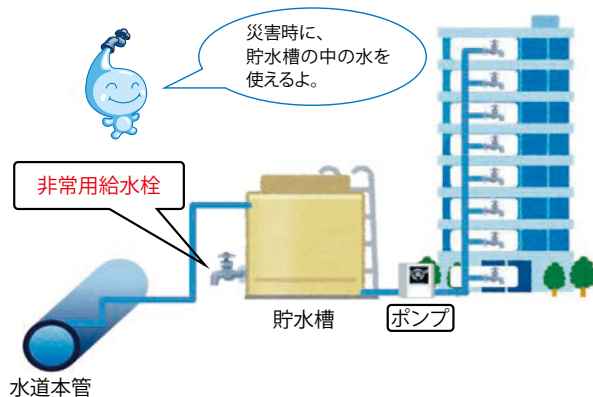 災害時に、
貯水槽の中の水を
使えるよ。
非常用給水栓
貯水槽
ポンプ
水道本管